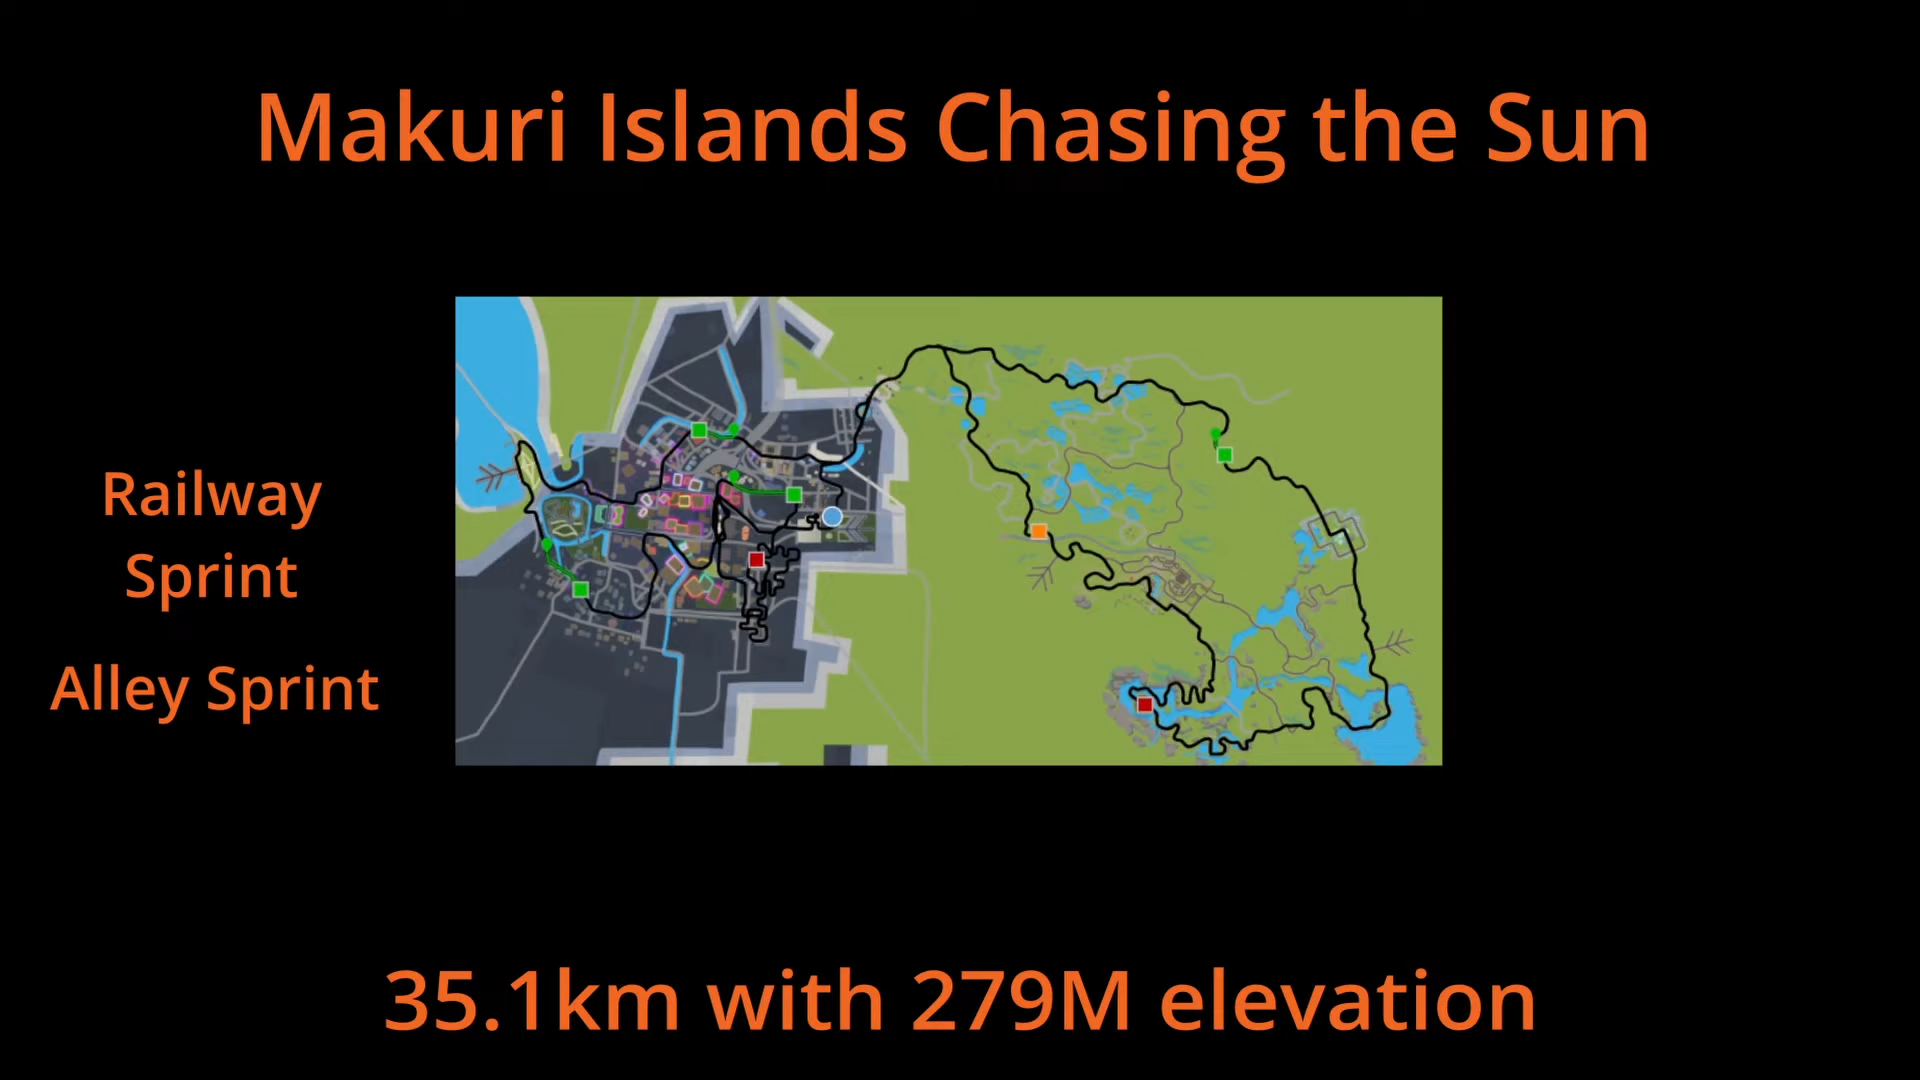 Makuri Islands Chasing the Sun
Railway
Sprint
Alley Sprint
35.1km with 279M elevation